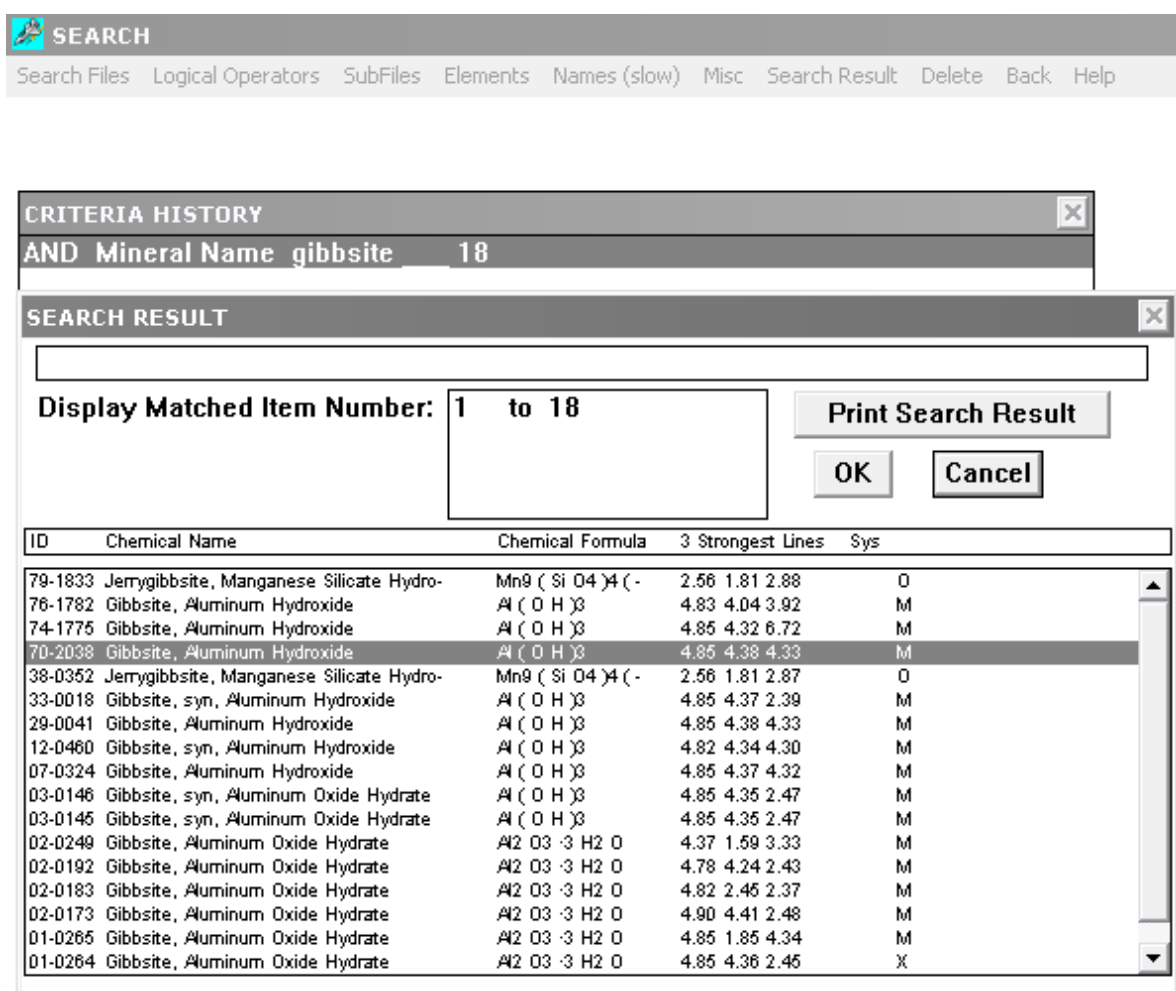 SEARCH
Search Files Logical Operators SubFiles Elements Names (slow) Misc Search Result Delete Back Help
CRITERIA HISTORY
AND Mineral Name gibbsite ___ 18
SEARCH RESULT
Display Matched Item Number: 1 to 18
Print Search Result
OK Cancel
ID Chemical Name Chemical Formula 3 Strongest Lines Sys
79-1833 Jerrygibbsite, Manganese Silicate Hydro- Mn9 ( Si O4 )4 ( - 2.56 1.81 2.88 O
76-1782 Gibbsite, Aluminum Hydroxide Al ( O H )3 4.83 4.04 3.92 M
74-1775 Gibbsite, Aluminum Hydroxide Al ( O H )3 4.85 4.32 6.72 M
70-2038 Gibbsite, Aluminum Hydroxide Al ( O H )3 4.85 4.38 4.33 M
38-0352 Jerrygibbsite, Manganese Silicate Hydro- Mn9 ( Si O4 )4 ( - 2.56 1.81 2.87 O
33-0018 Gibbsite, syn, Aluminum Hydroxide Al ( O H )3 4.85 4.37 2.39 M
29-0041 Gibbsite, Aluminum Hydroxide Al ( O H )3 4.85 4.38 4.33 M
12-0460 Gibbsite, syn, Aluminum Hydroxide Al ( O H )3 4.82 4.34 4.30 M
07-0324 Gibbsite, Aluminum Hydroxide Al ( O H )3 4.85 4.37 4.32 M
03-0146 Gibbsite, syn, Aluminum Oxide Hydrate Al ( O H )3 4.85 4.35 2.47 M
03-0145 Gibbsite, syn, Aluminum Oxide Hydrate Al ( O H )3 4.85 4.35 2.47 M
02-0249 Gibbsite, Aluminum Oxide Hydrate Al2 O3 ·3 H2 O 4.37 1.59 3.33 M
02-0192 Gibbsite, Aluminum Oxide Hydrate Al2 O3 ·3 H2 O 4.78 4.24 2.43 M
02-0183 Gibbsite, Aluminum Oxide Hydrate Al2 O3 ·3 H2 O 4.82 2.45 2.37 M
02-0173 Gibbsite, Aluminum Oxide Hydrate Al2 O3 ·3 H2 O 4.90 4.41 2.48 M
01-0265 Gibbsite, Aluminum Oxide Hydrate Al2 O3 ·3 H2 O 4.85 1.85 4.34 M
01-0264 Gibbsite, Aluminum Oxide Hydrate Al2 O3 ·3 H2 O 4.85 4.36 2.45 X